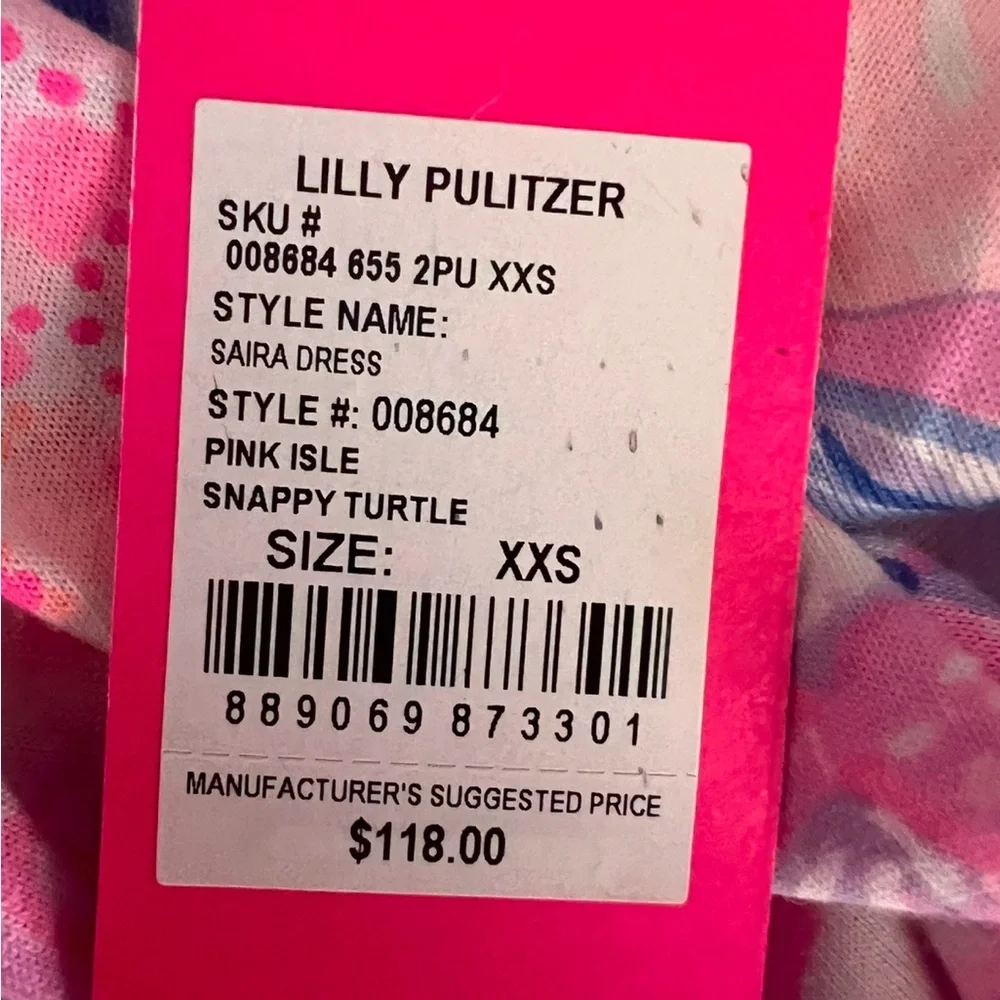 LILLY PULITZER
SKU #
008684 655 2PU XXS
STYLE NAME:
SAIRA DRESS
STYLE #: 008684
PINK ISLE
SNAPPY TURTLE
SIZE: XXS
889069 873301
MANUFACTURER'S SUGGESTED PRICE
$118.00